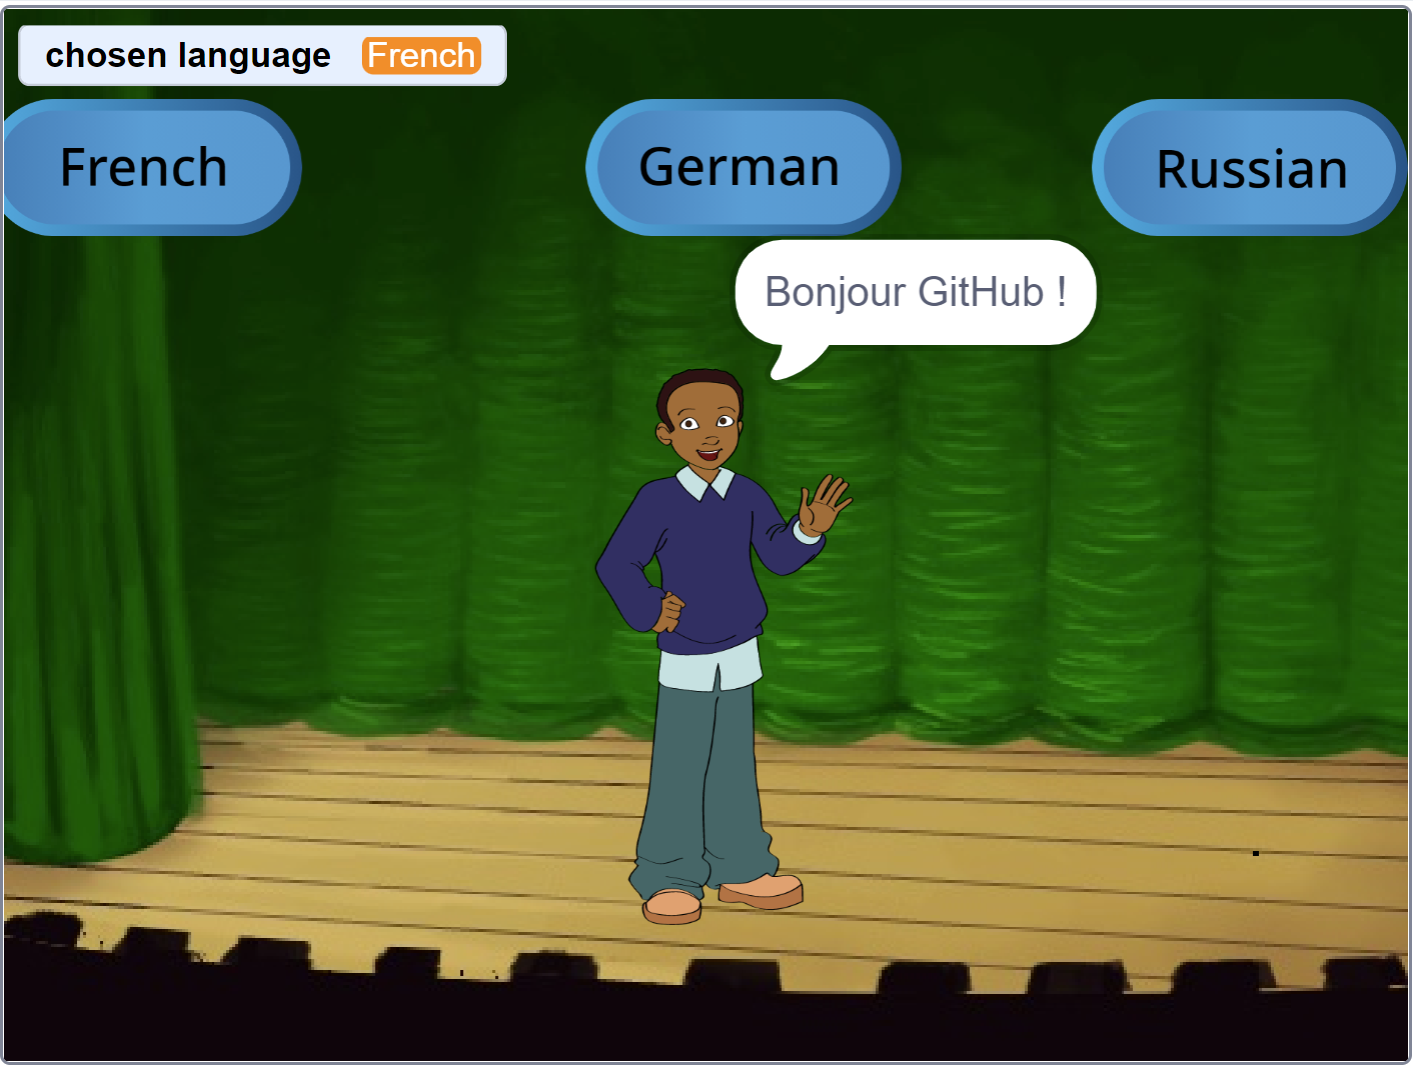 chosen language French
French
German
Russian
Bonjour GitHub !